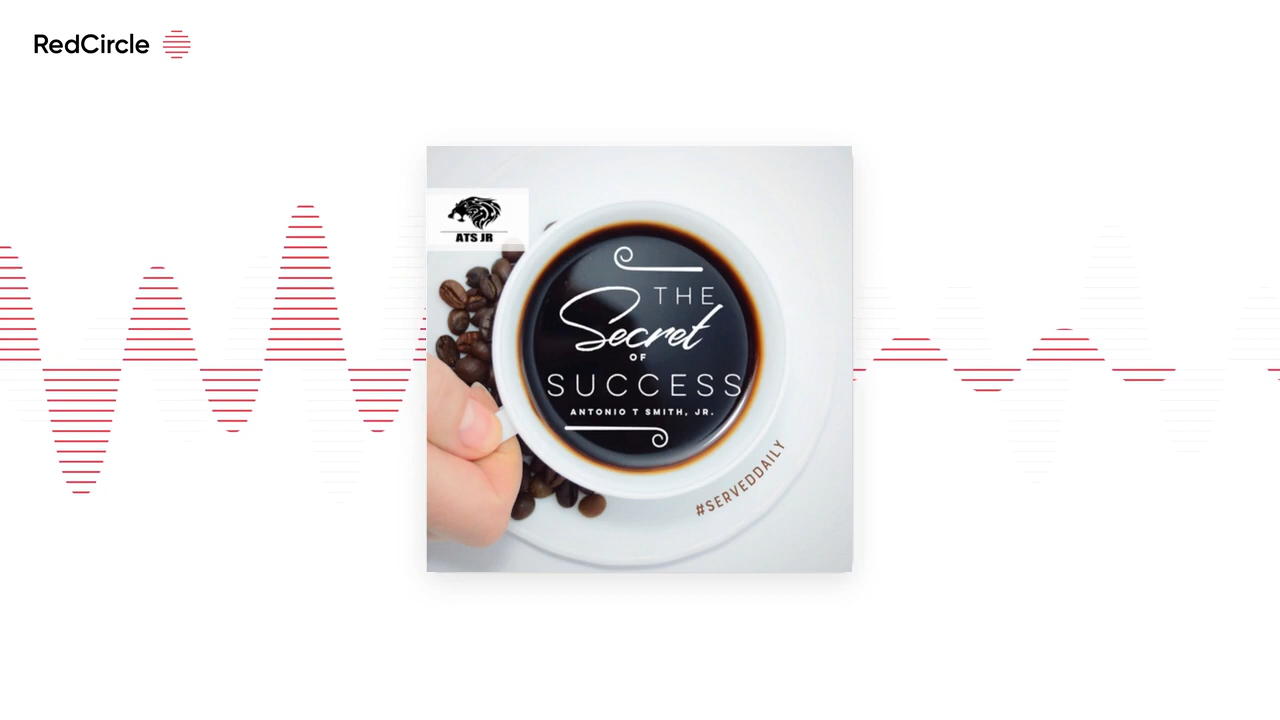 RedCircle
ATS JR
THE
Secret
OF
SUCCESS
ANTONIO T SMITH, JR.
#SERVEDDAILY